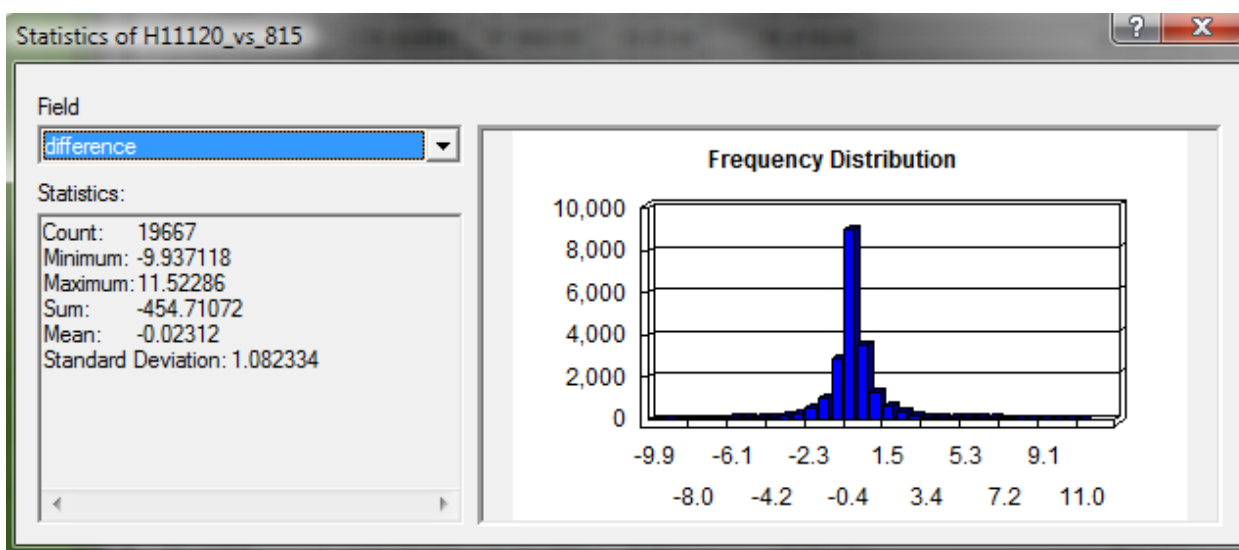 Statistics of H11120_vs_815
?
X
Field
difference
Statistics:
Count: 19667
Minimum: -9.937118
Maximum: 11.52286
Sum: -454.71072
Mean: -0.02312
Standard Deviation: 1.082334
Frequency Distribution
10,000
8,000
6,000
4,000
2,000
0
-9.9 -6.1 -2.3 1.5 5.3 9.1
-8.0 -4.2 -0.4 3.4 7.2 11.0